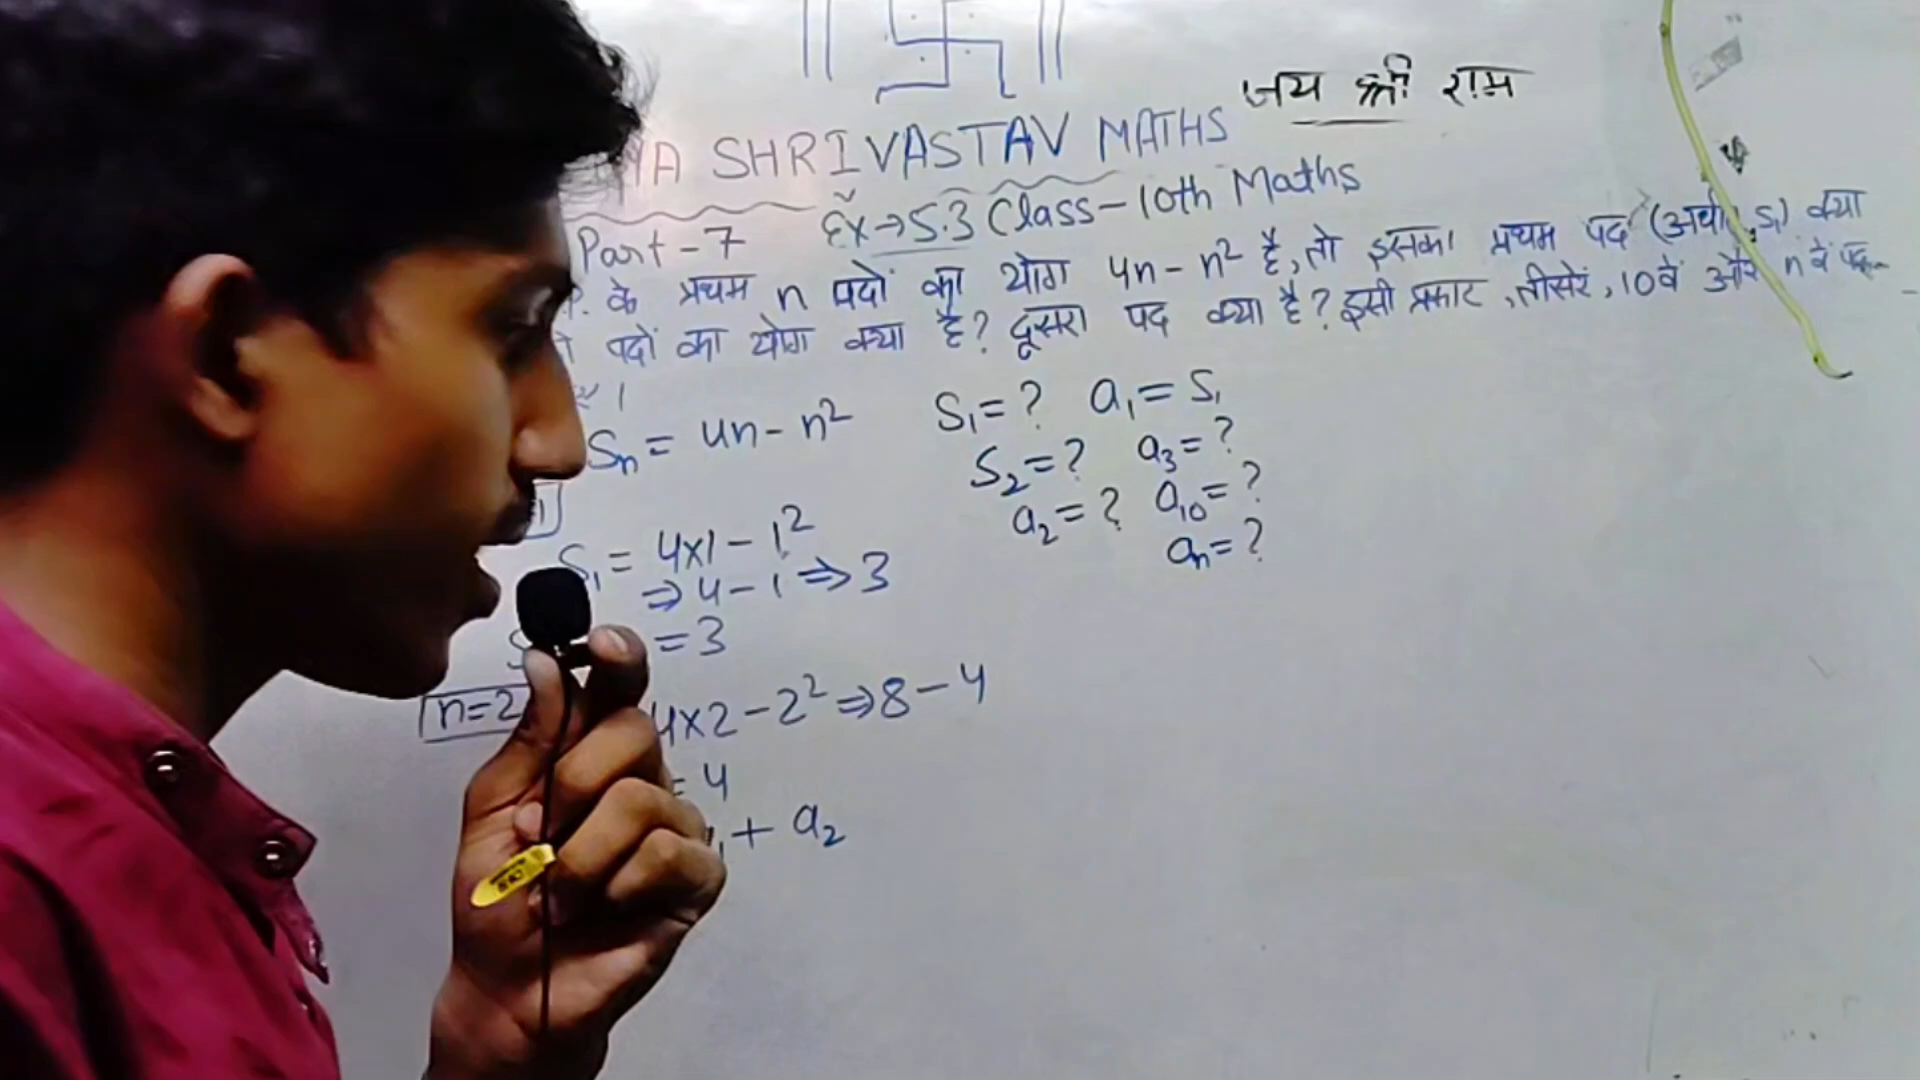 जय श्री राम
SHRIVASTAV MATHS
Part-7 Ex→5.3 Class-10th Maths
के प्रथम n पदों का योग 4n-n² है, तो इसका प्रथम पद S₁) क्या
पदों का योग क्या है? दूसरा पद क्या है? इसी प्रकार, तीसरे, 10वें और n वें
Sₙ = 4n-n²
S₁=? a₁=S₁
S₂=? a₃=?
a₂=? a₁₀=?
aₙ=?
S₁ = 4×1-1²
⇒4-1⇒3
=3
n=2 4×2-2²⇒8-4
=4
+ a₂